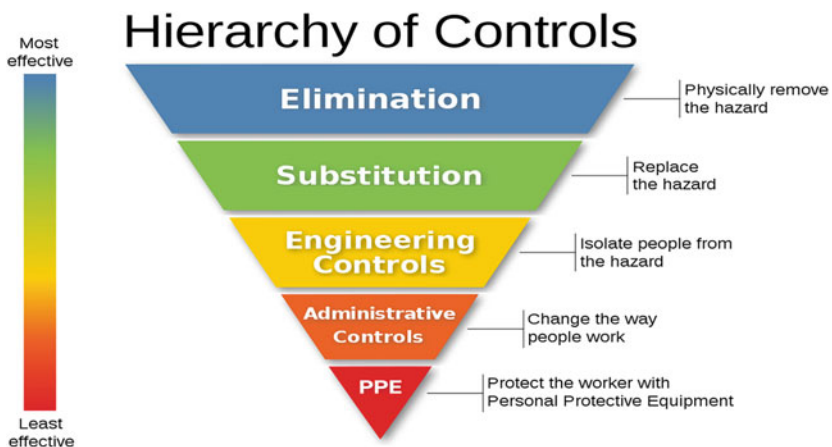 Hierarchy of Controls
Most
effective
Elimination
Physically remove
the hazard
Substitution
Replace
the hazard
Engineering
Controls
Isolate people from
the hazard
Administrative
Controls
Change the way
people work
PPE
Protect the worker with
Personal Protective Equipment
Least
effective